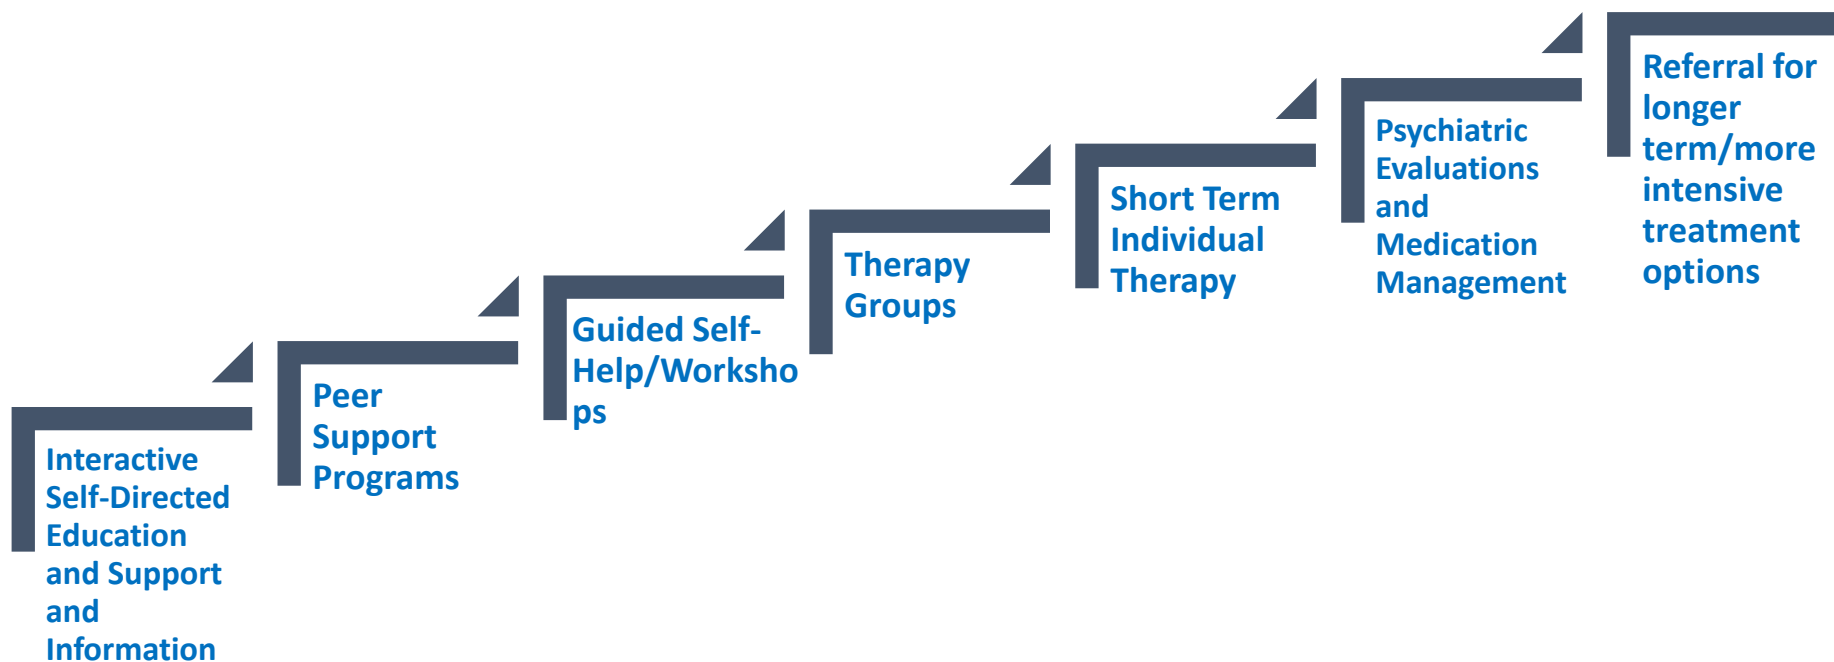 Interactive
Self-Directed
Education
and Support
and
Information
Peer
Support
Programs
Guided Self-
Help/Worksho
ps
Therapy
Groups
Short Term
Individual
Therapy
Psychiatric
Evaluations
and
Medication
Management
Referral for
longer
term/more
intensive
treatment
options